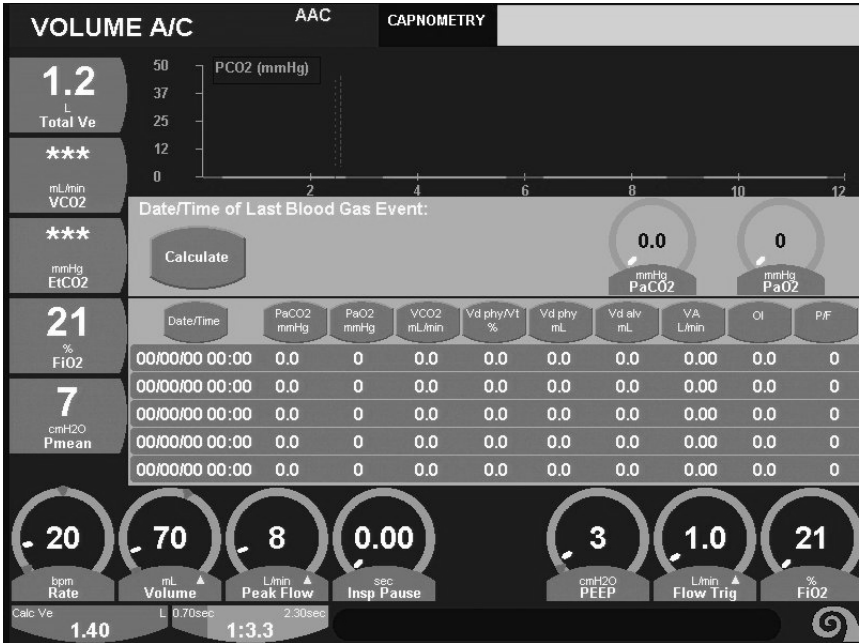 VOLUME A/C
AAC
CAPNOMETRY
1.2
L
Total Ve
***
mL/min
VCO2
***
mmHg
EtCO2
21
%
FiO2
7
cmH2O
Pmean
PCO2 (mmHg)
50
37
25
12
0
2 4 6 8 10 12
Date/Time of Last Blood Gas Event:
Calculate
0.0
mmHg
PaCO2
0
mmHg
PaO2
Date/Time PaCO2 mmHg PaO2 mmHg VCO2 mL/min Vd phy/Vt % Vd phy mL Vd alv mL VA L/min OI P/F
00/00/00 00:00 0.0 0 0.0 0.0 0.0 0.0 0.00 0.0 0
00/00/00 00:00 0.0 0 0.0 0.0 0.0 0.0 0.00 0.0 0
00/00/00 00:00 0.0 0 0.0 0.0 0.0 0.0 0.00 0.0 0
00/00/00 00:00 0.0 0 0.0 0.0 0.0 0.0 0.00 0.0 0
00/00/00 00:00 0.0 0 0.0 0.0 0.0 0.0 0.00 0.0 0
20
bpm
Rate
70
mL
Volume
8
L/min
Peak Flow
0.00
sec
Insp Pause
3
cmH2O
PEEP
1.0
L/min
Flow Trig
21
%
FiO2
Calc Ve L
1.40
0.70sec 2.30sec
1:3.3